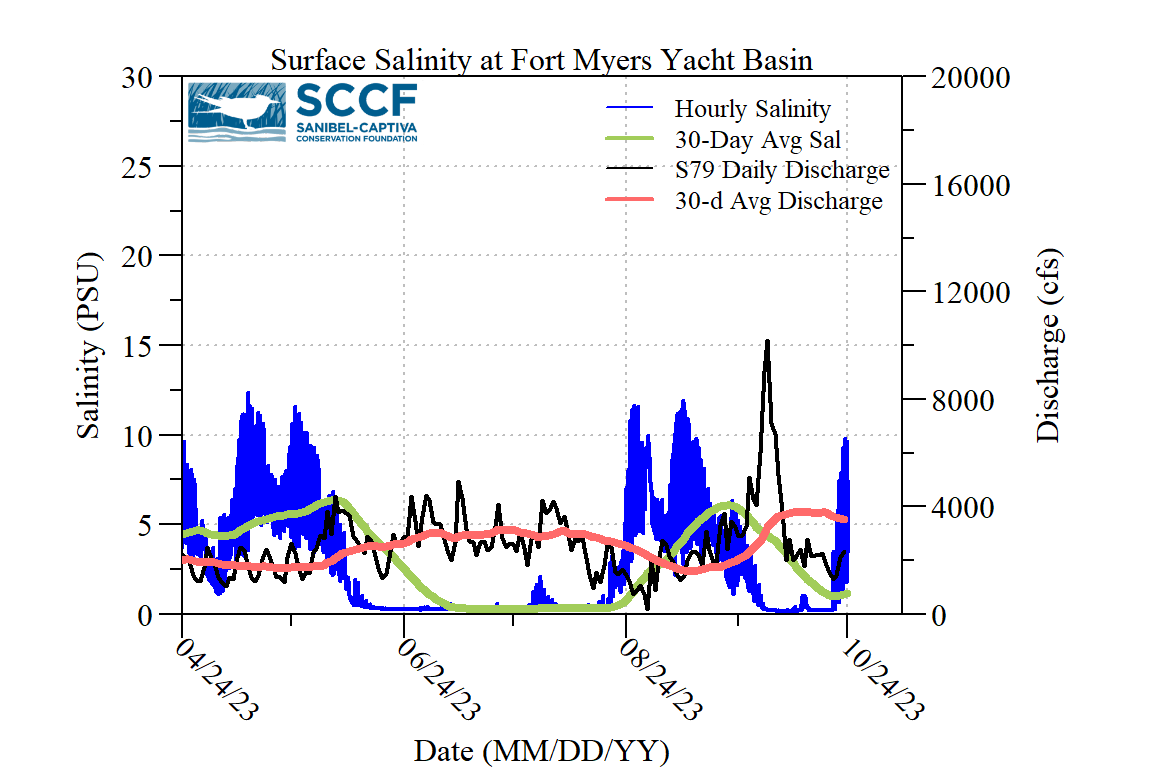 Surface Salinity at Fort Myers Yacht Basin
SCCF
SANIBEL-CAPTIVA
CONSERVATION FOUNDATION
Hourly Salinity
30-Day Avg Sal
S79 Daily Discharge
30-d Avg Discharge
Salinity (PSU)
30
25
20
15
10
5
0
Discharge (cfs)
20000
16000
12000
8000
4000
0
04/24/23
06/24/23
08/24/23
10/24/23
Date (MM/DD/YY)